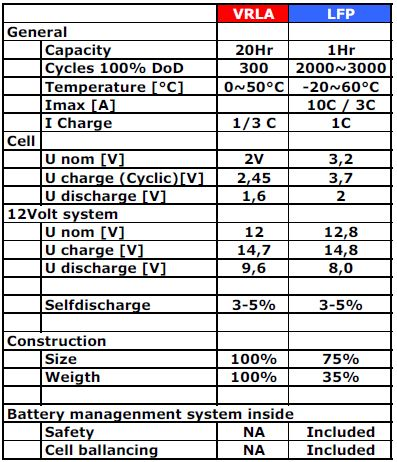 VRLA LFP
General
Capacity 20Hr 1Hr
Cycles 100% DoD 300 2000~3000
Temperature [°C] 0~50°C -20~60°C
Imax [A] 10C / 3C
I Charge 1/3 C 1C
Cell
U nom [V] 2V 3,2
U charge (Cyclic)[V] 2,45 3,7
U discharge [V] 1,6 2
12Volt system
U nom [V] 12 12,8
U charge [V] 14,7 14,8
U discharge [V] 9,6 8,0
Selfdischarge 3-5% 3-5%
Construction
Size 100% 75%
Weigth 100% 35%
Battery managenment system inside
Safety NA Included
Cell ballancing NA Included